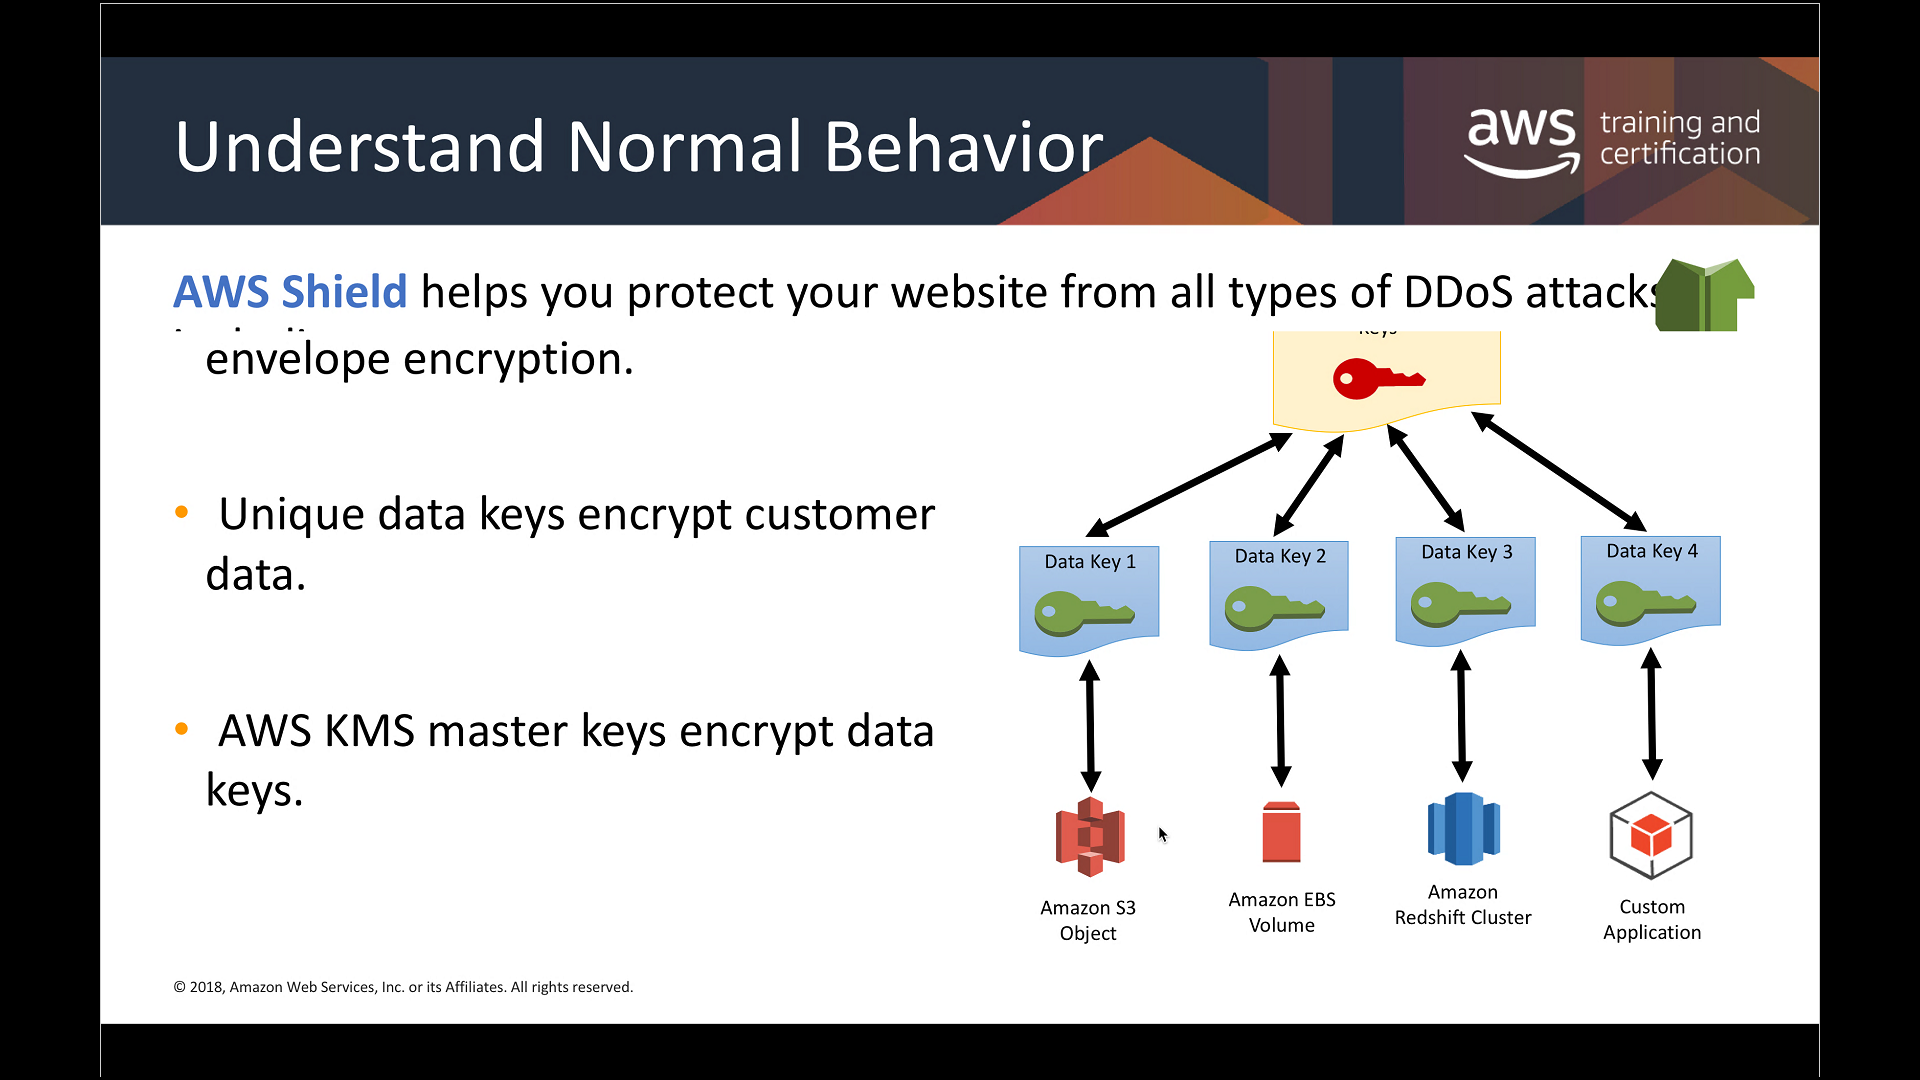 Understand Normal Behavior
aws training and
certification
AWS Shield helps you protect your website from all types of DDoS attacks
envelope encryption.
Keys
• Unique data keys encrypt customer
data.
• AWS KMS master keys encrypt data
keys.
Data Key 1
Data Key 2
Data Key 3
Data Key 4
Amazon S3
Object
Amazon EBS
Volume
Amazon
Redshift Cluster
Custom
Application
© 2018, Amazon Web Services, Inc. or its Affiliates. All rights reserved.